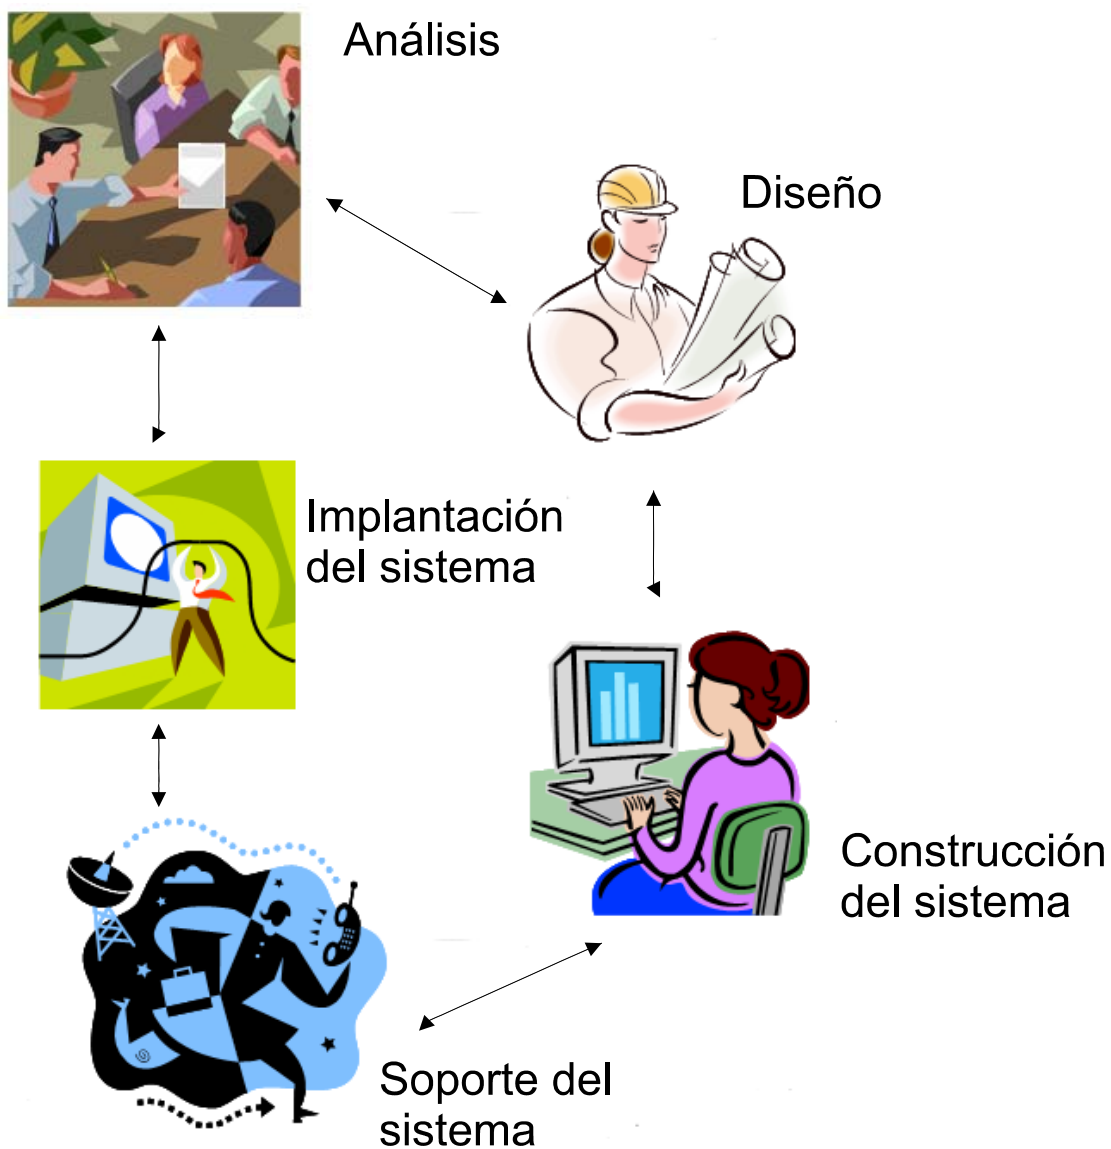 Análisis
Diseño
Implantación
del sistema
Construcción
del sistema
Soporte del
sistema